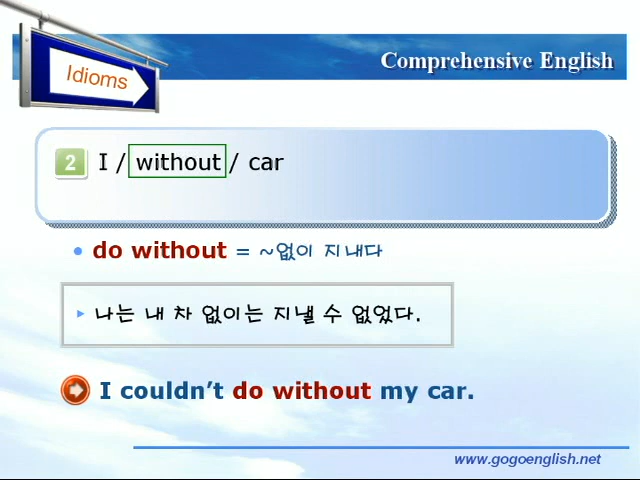 Idioms
Comprehensive English
2 I / without / car
• do without = ~없이 지내다
▸ 나는 내 차 없이는 지낼 수 없었다.
I couldn’t do without my car.
www.gogoenglish.net